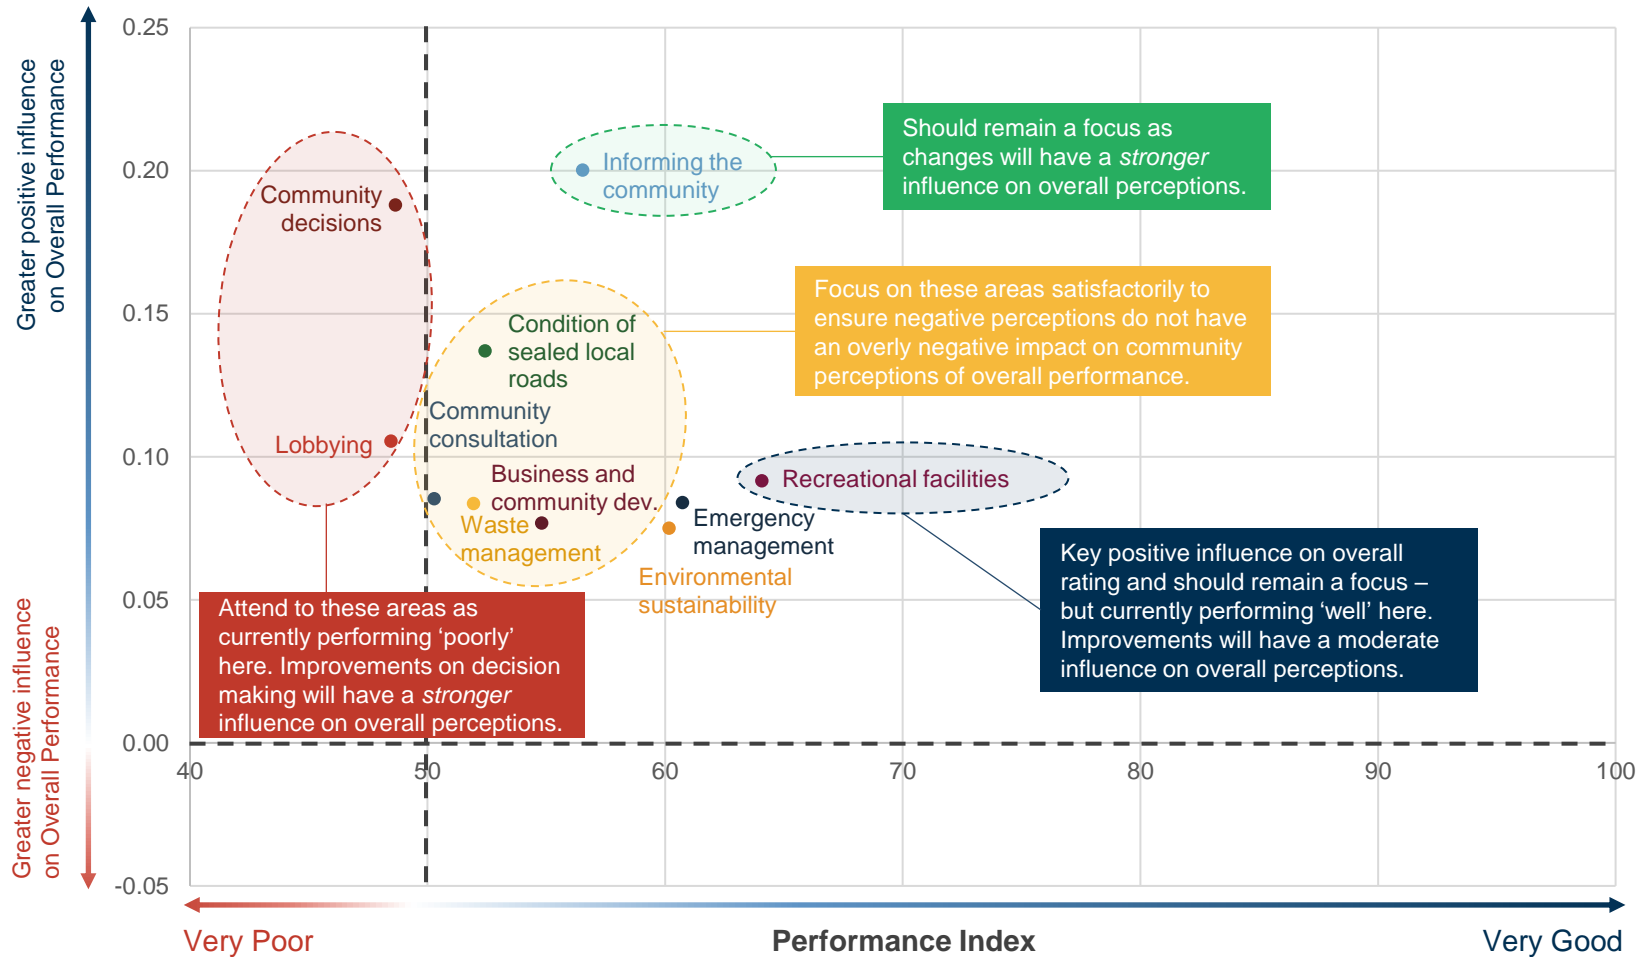 Greater positive influence
on Overall Performance
Greater negative influence
on Overall Performance
0.25
0.20
0.15
0.10
0.05
0.00
-0.05
40
50
60
70
80
90
100
Community
decisions
Lobbying
Informing the
community
Condition of
sealed local
roads
Community
consultation
Business and
community dev.
Waste
management
Emergency
management
Environmental
sustainability
Recreational facilities
Should remain a focus as
changes will have a stronger
influence on overall perceptions.
Focus on these areas satisfactorily to
ensure negative perceptions do not have
an overly negative impact on community
perceptions of overall performance.
Key positive influence on overall
rating and should remain a focus –
but currently performing ‘well’ here.
Improvements will have a moderate
influence on overall perceptions.
Attend to these areas as
currently performing ‘poorly’
here. Improvements on decision
making will have a stronger
influence on overall perceptions.
Very Poor
Performance Index
Very Good